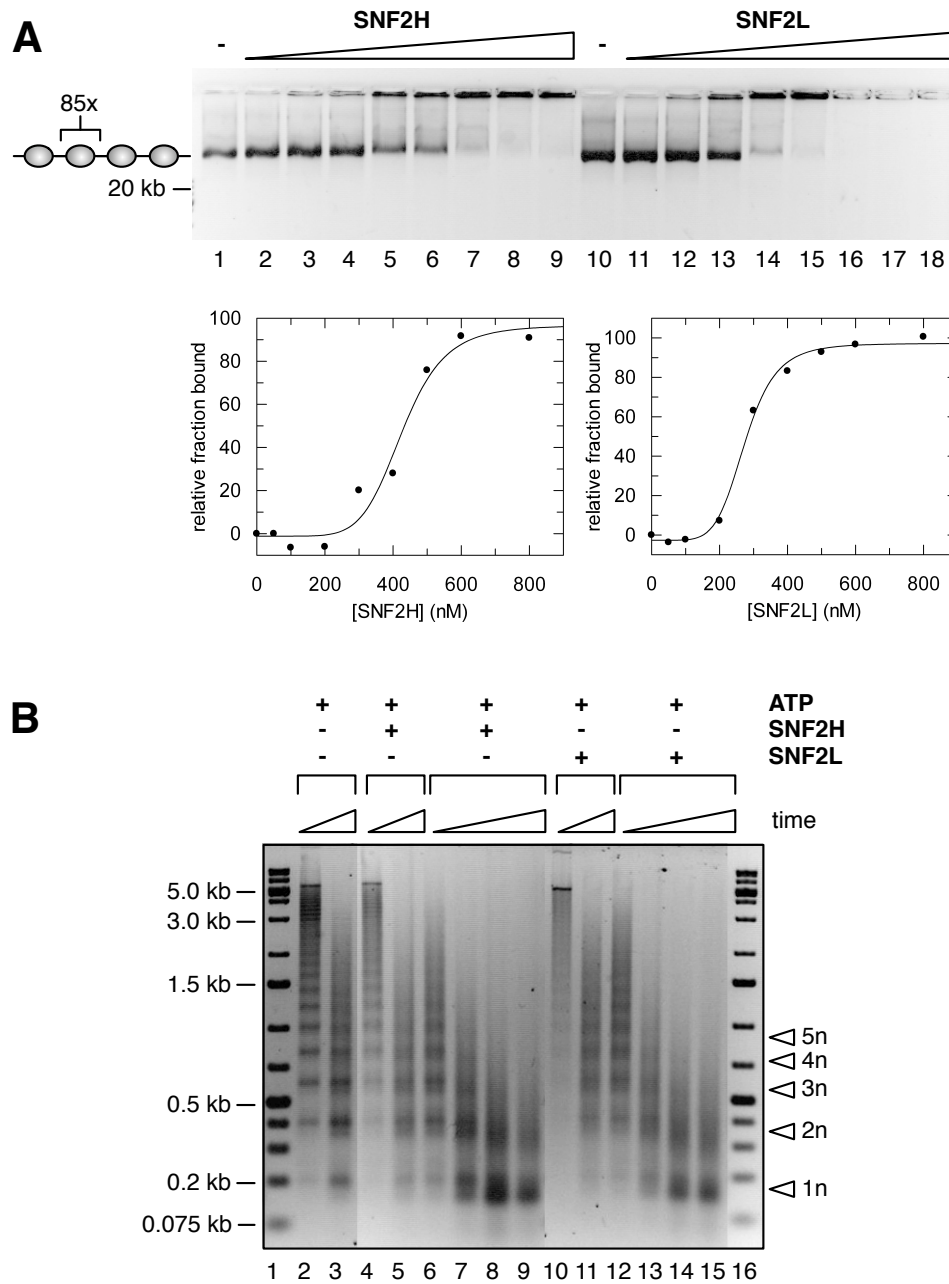 A
SNF2H SNF2L
- -
85x
20 kb
1 2 3 4 5 6 7 8 9 10 11 12 13 14 15 16 17 18
100
80
60
40
20
0
relative fraction bound
0 200 400 600 800
[SNF2H] (nM)
100
80
60
40
20
0
relative fraction bound
0 200 400 600 800
[SNF2L] (nM)
B
+ + + + + ATP
- + + - - SNF2H
- - - + + SNF2L
time
5.0 kb
3.0 kb
1.5 kb
0.5 kb
0.2 kb
0.075 kb
5n
4n
3n
2n
1n
1 2 3 4 5 6 7 8 9 10 11 12 13 14 15 16